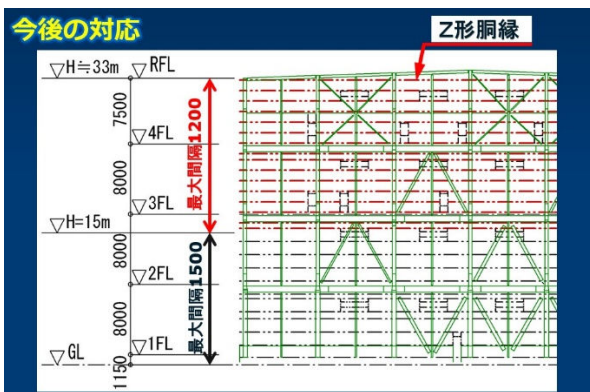 今後の対応
Z形胴縁
▽H≒33m ▽RFL
7500
▽4FL
最大間隔1200
8000
▽3FL
▽H=15m
8000
▽2FL
最大間隔1500
8000
▽1FL
▽GL
1150